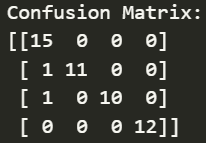 Confusion Matrix:
[[15  0  0  0]
 [ 1 11  0  0]
 [ 1  0 10  0]
 [ 0  0  0 12]]